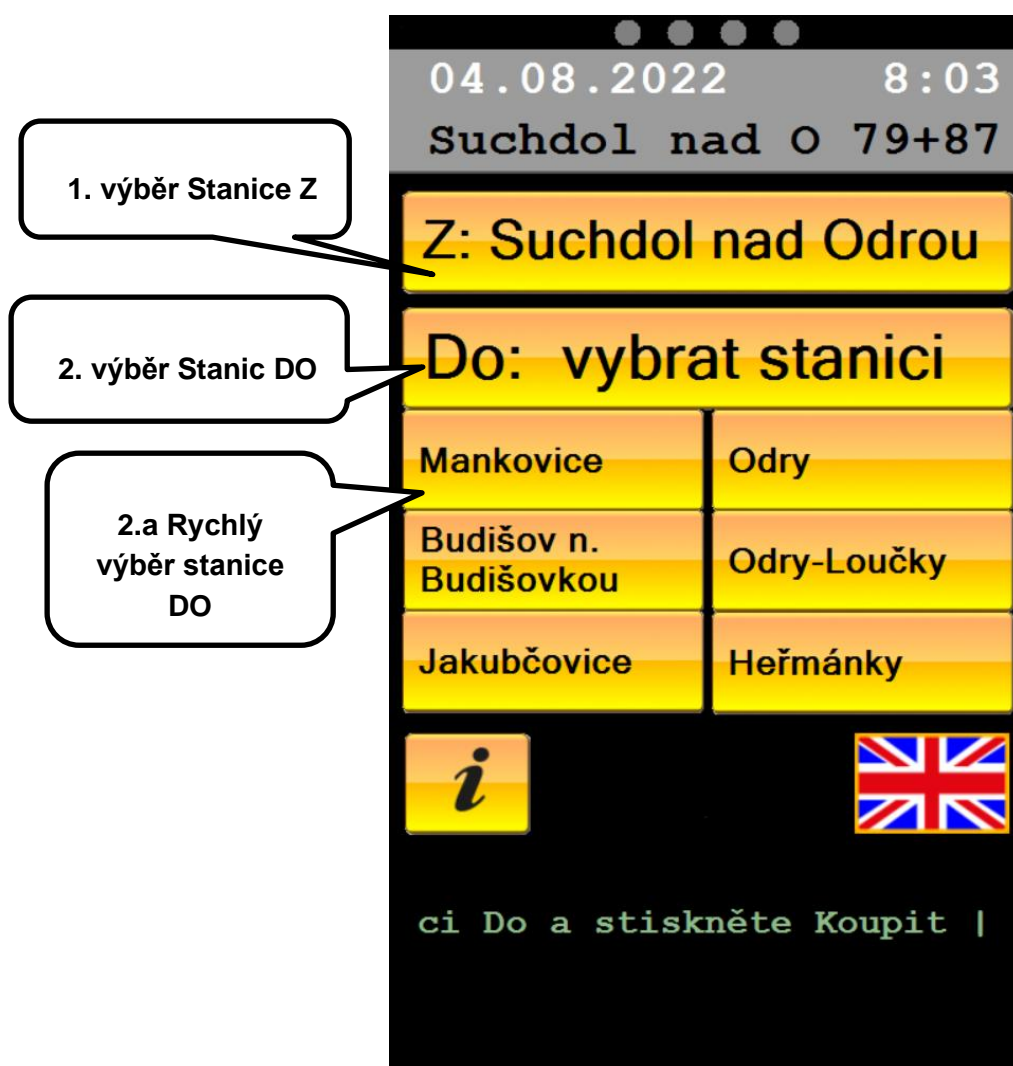 04.08.2022 8:03
Suchdol nad O 79+87
1. výběr Stanice Z
Z: Suchdol nad Odrou
2. výběr Stanic DO
Do: vybrat stanici
2.a Rychlý
výběr stanice
DO
Mankovice
Odry
Budišov n.
Budišovkou
Odry-Loučky
Jakubčovice
Heřmánky
i
ci Do a stiskněte Koupit |